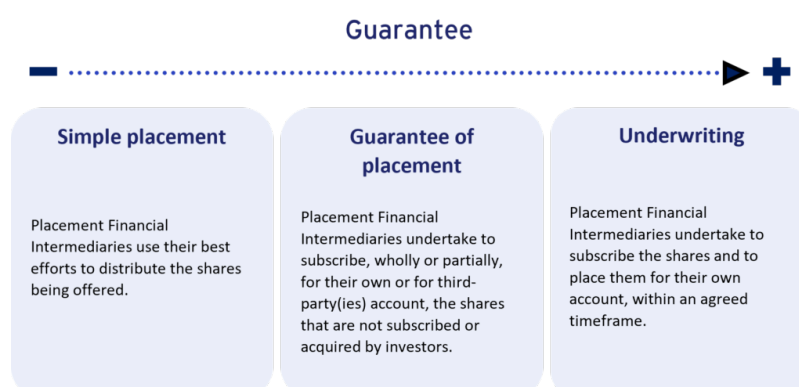 Guarantee
Simple placement
Placement Financial
Intermediaries use their best
efforts to distribute the shares
being offered.
Guarantee of
placement
Placement Financial
Intermediaries undertake to
subscribe, wholly or partially,
for their own or for third-
party(ies) account, the shares
that are not subscribed or
acquired by investors.
Underwriting
Placement Financial
Intermediaries undertake to
subscribe the shares and to
place them for their own
account, within an agreed
timeframe.